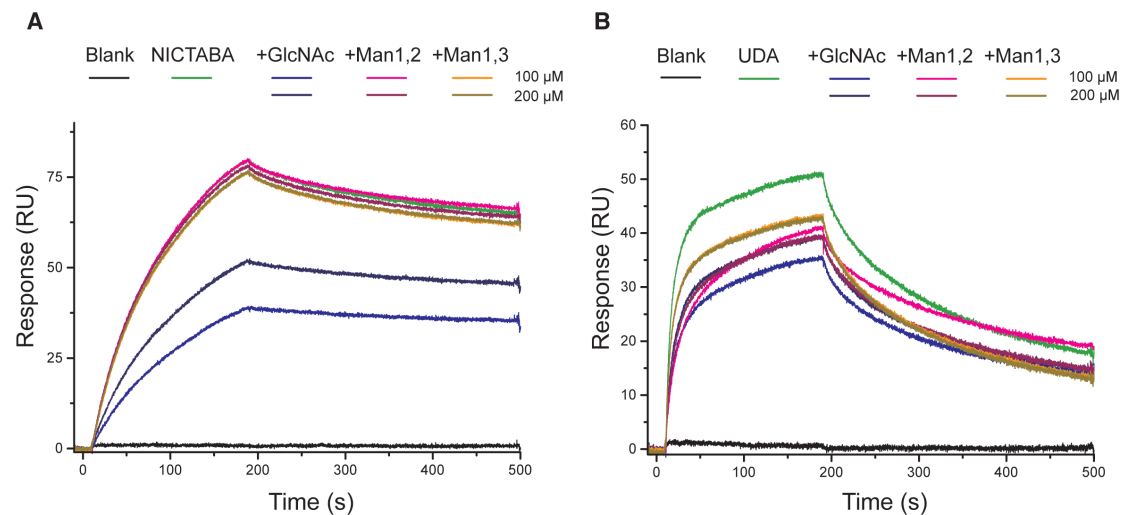 A
Blank NICTABA +GlcNAc +Man1,2 +Man1,3
100 µM
200 µM
Response (RU)
75
50
25
0
0 100 200 300 400 500
Time (s)
B
Blank UDA +GlcNAc +Man1,2 +Man1,3
100 µM
200 µM
Response (RU)
60
50
40
30
20
10
0
0 100 200 300 400 500
Time (s)